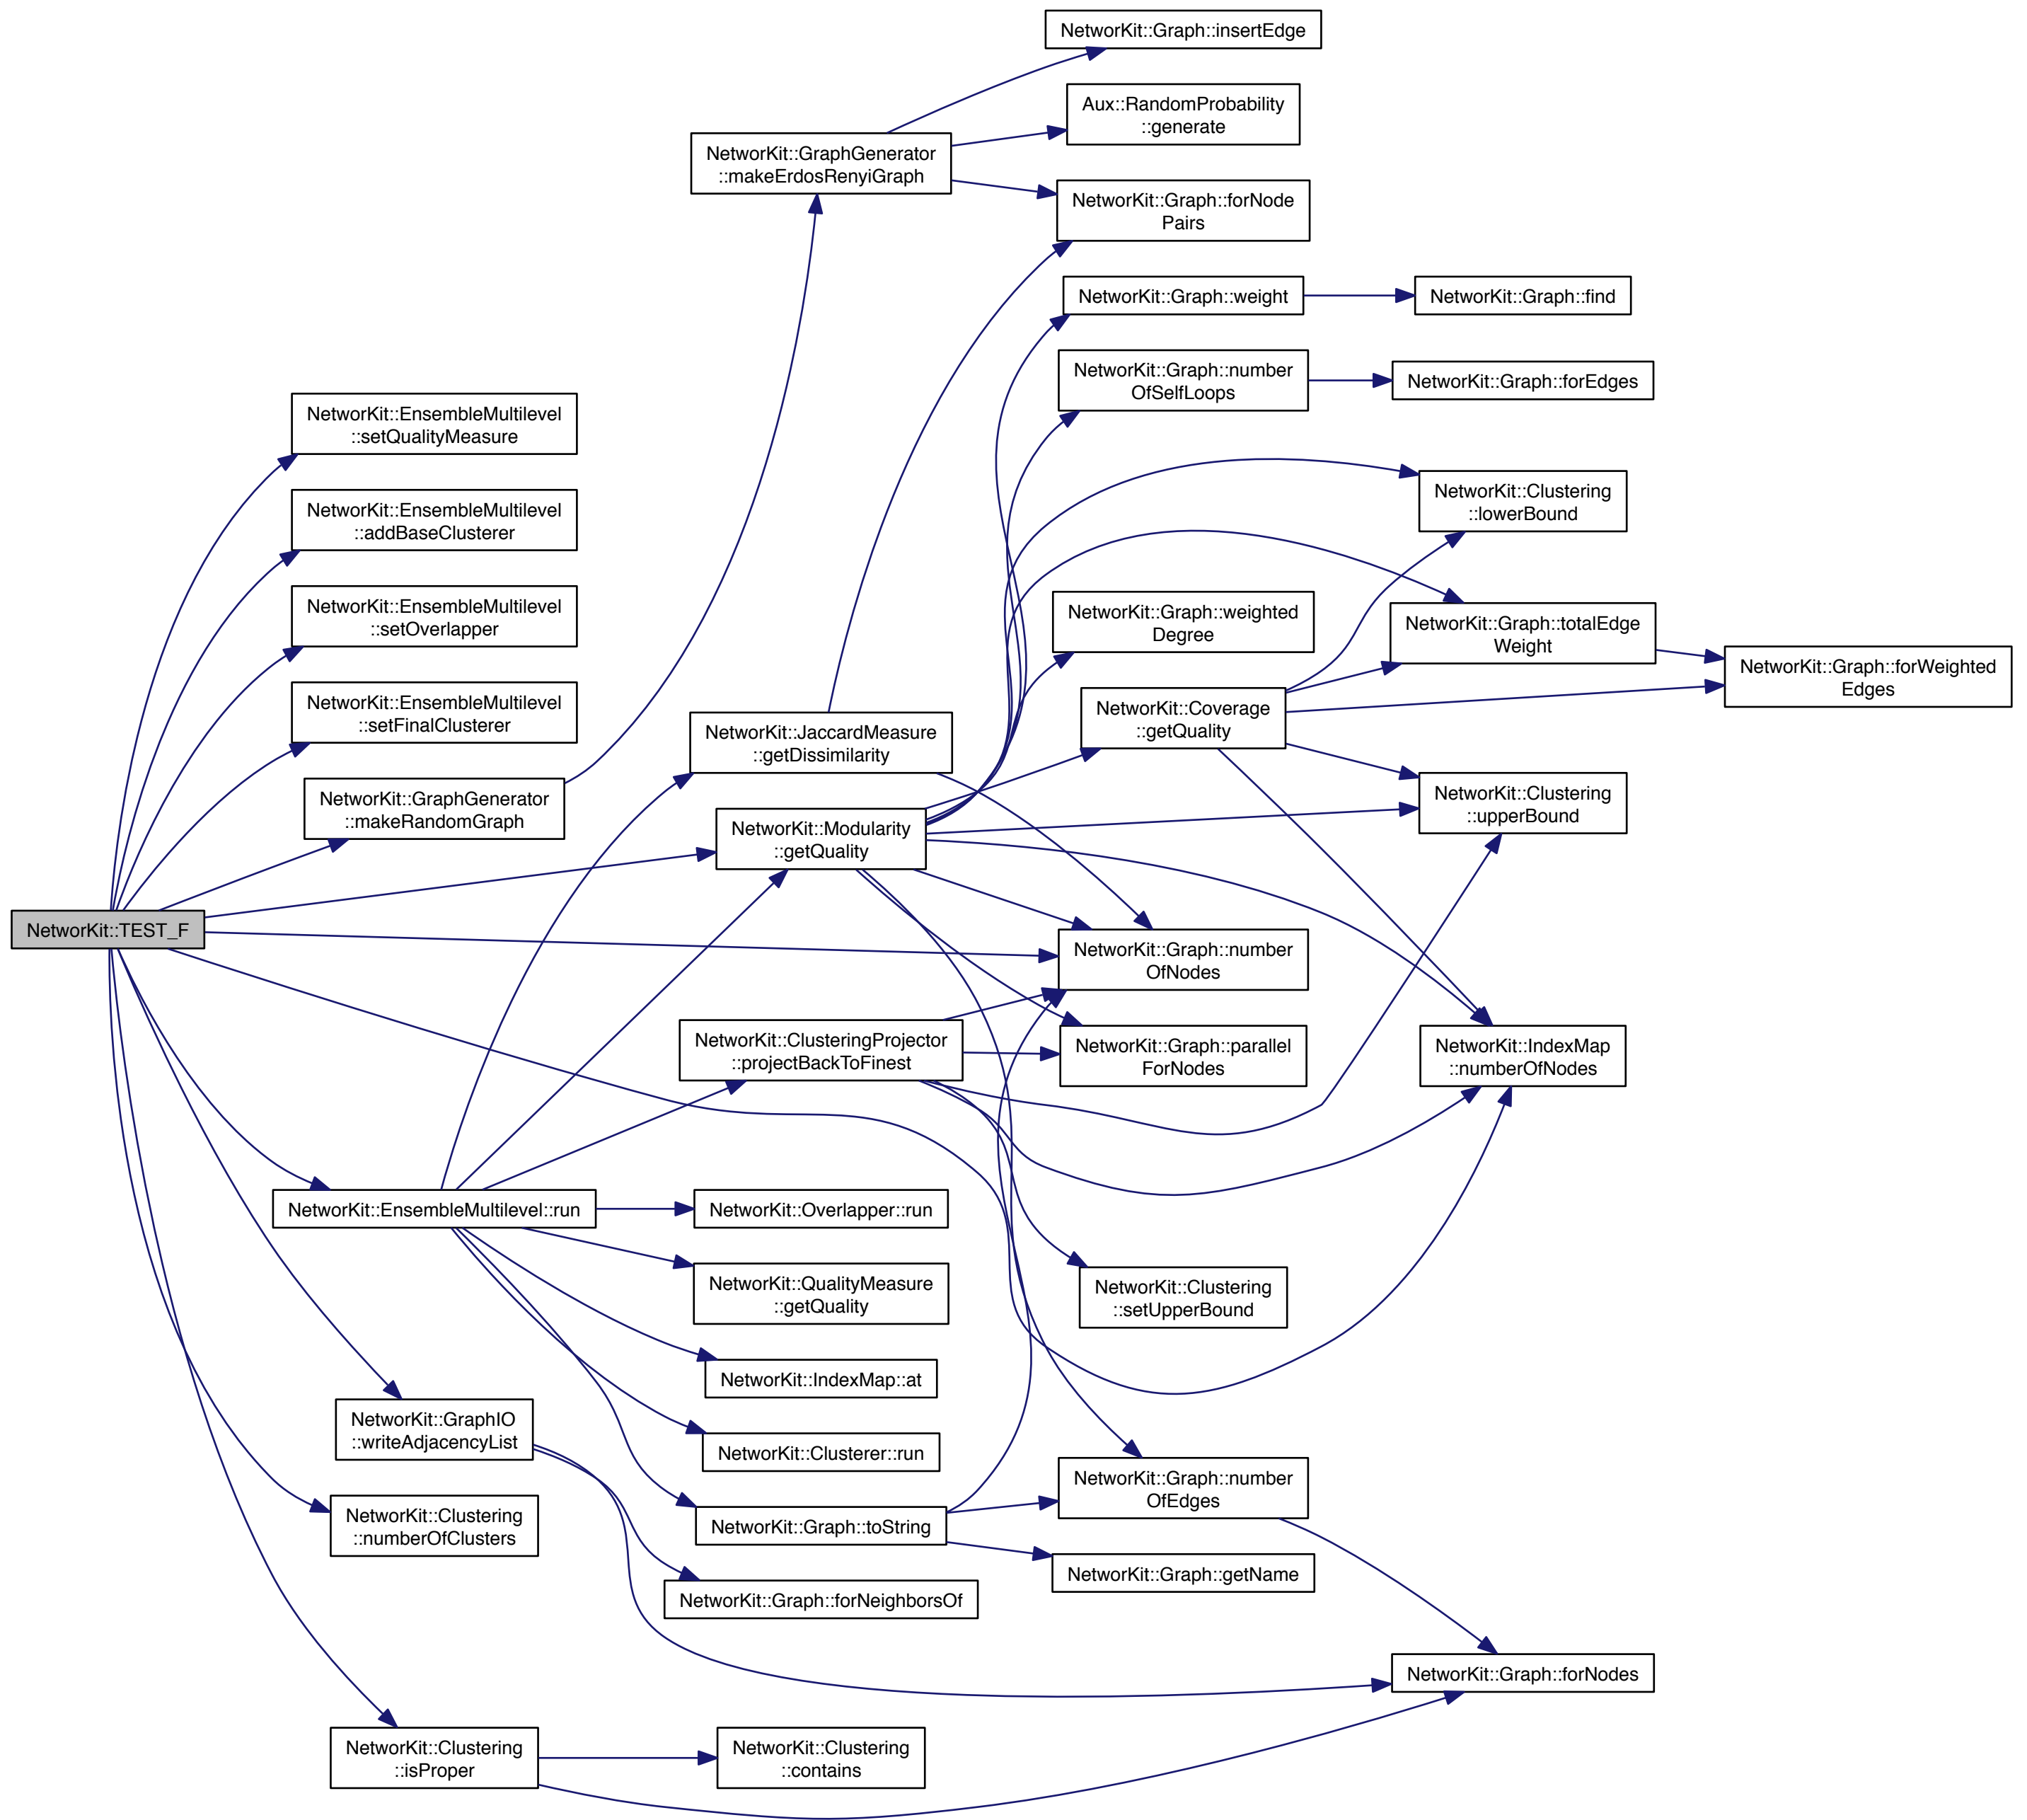 NetworKit::Graph::insertEdge
Aux::RandomProbability
::generate
NetworKit::GraphGenerator
::makeErdosRenyiGraph
NetworKit::Graph::forNode
Pairs
NetworKit::Graph::weight
NetworKit::Graph::find
NetworKit::Graph::number
OfSelfLoops
NetworKit::Graph::forEdges
NetworKit::EnsembleMultilevel
::setQualityMeasure
NetworKit::Clustering
::lowerBound
NetworKit::EnsembleMultilevel
::addBaseClusterer
NetworKit::EnsembleMultilevel
::setOverlapper
NetworKit::Graph::weighted
Degree
NetworKit::Graph::totalEdge
Weight
NetworKit::Graph::forWeighted
Edges
NetworKit::EnsembleMultilevel
::setFinalClusterer
NetworKit::JaccardMeasure
::getDissimilarity
NetworKit::Coverage
::getQuality
NetworKit::GraphGenerator
::makeRandomGraph
NetworKit::Modularity
::getQuality
NetworKit::Clustering
::upperBound
NetworKit::TEST_F
NetworKit::Graph::number
OfNodes
NetworKit::ClusteringProjector
::projectBackToFinest
NetworKit::Graph::parallel
ForNodes
NetworKit::IndexMap
::numberOfNodes
NetworKit::EnsembleMultilevel::run
NetworKit::Overlapper::run
NetworKit::QualityMeasure
::getQuality
NetworKit::Clustering
::setUpperBound
NetworKit::IndexMap::at
NetworKit::GraphIO
::writeAdjacencyList
NetworKit::Clusterer::run
NetworKit::Clustering
::numberOfClusters
NetworKit::Graph::toString
NetworKit::Graph::number
OfEdges
NetworKit::Graph::getName
NetworKit::Graph::forNeighborsOf
NetworKit::Graph::forNodes
NetworKit::Clustering
::isProper
NetworKit::Clustering
::contains